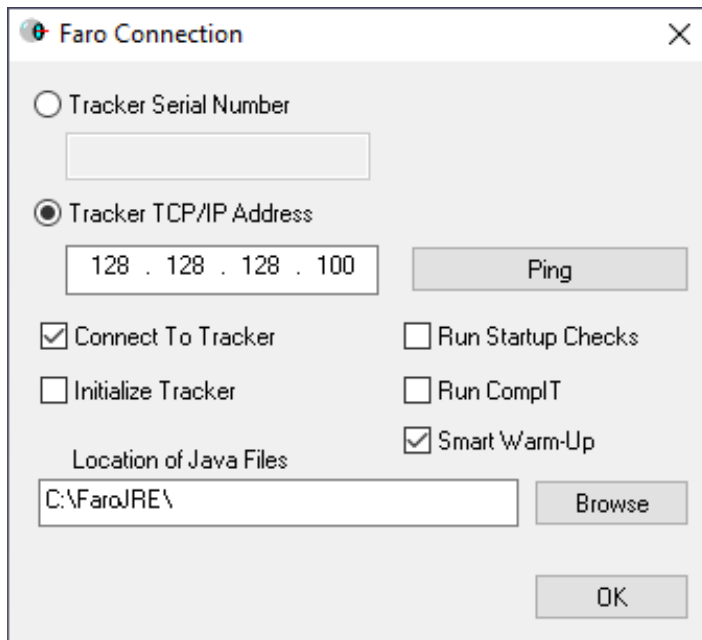 Faro Connection
Tracker Serial Number
Tracker TCP/IP Address
128 . 128 . 128 . 100
Ping
Connect To Tracker
Run Startup Checks
Initialize Tracker
Run CompIT
Smart Warm-Up
Location of Java Files
C:\FaroJRE\
Browse
OK